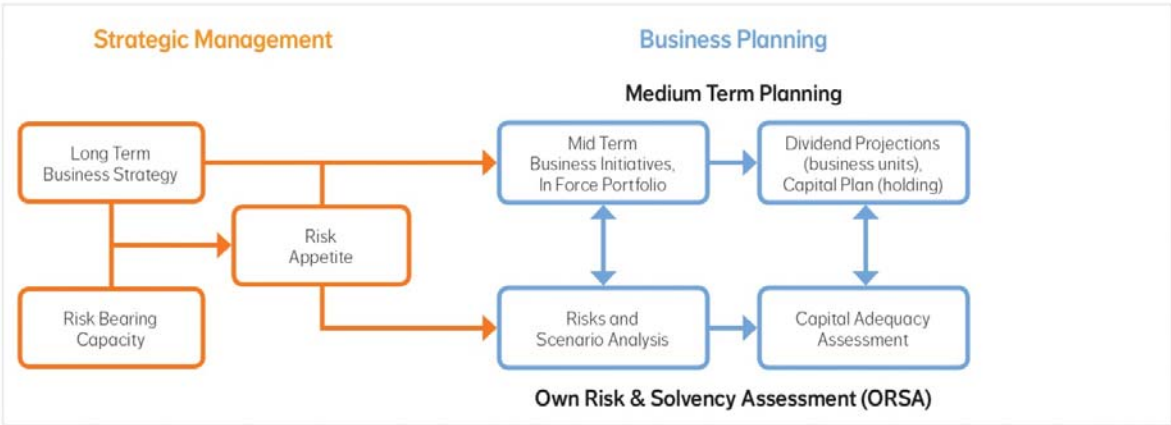 Strategic Management
Business Planning
Medium Term Planning
Long Term
Business Strategy
Risk
Appetite
Risk Bearing
Capacity
Mid Term
Business Initiatives,
In Force Portfolio
Dividend Projections
(business units),
Capital Plan (holding)
Risks and
Scenario Analysis
Capital Adequacy
Assessment
Own Risk & Solvency Assessment (ORSA)